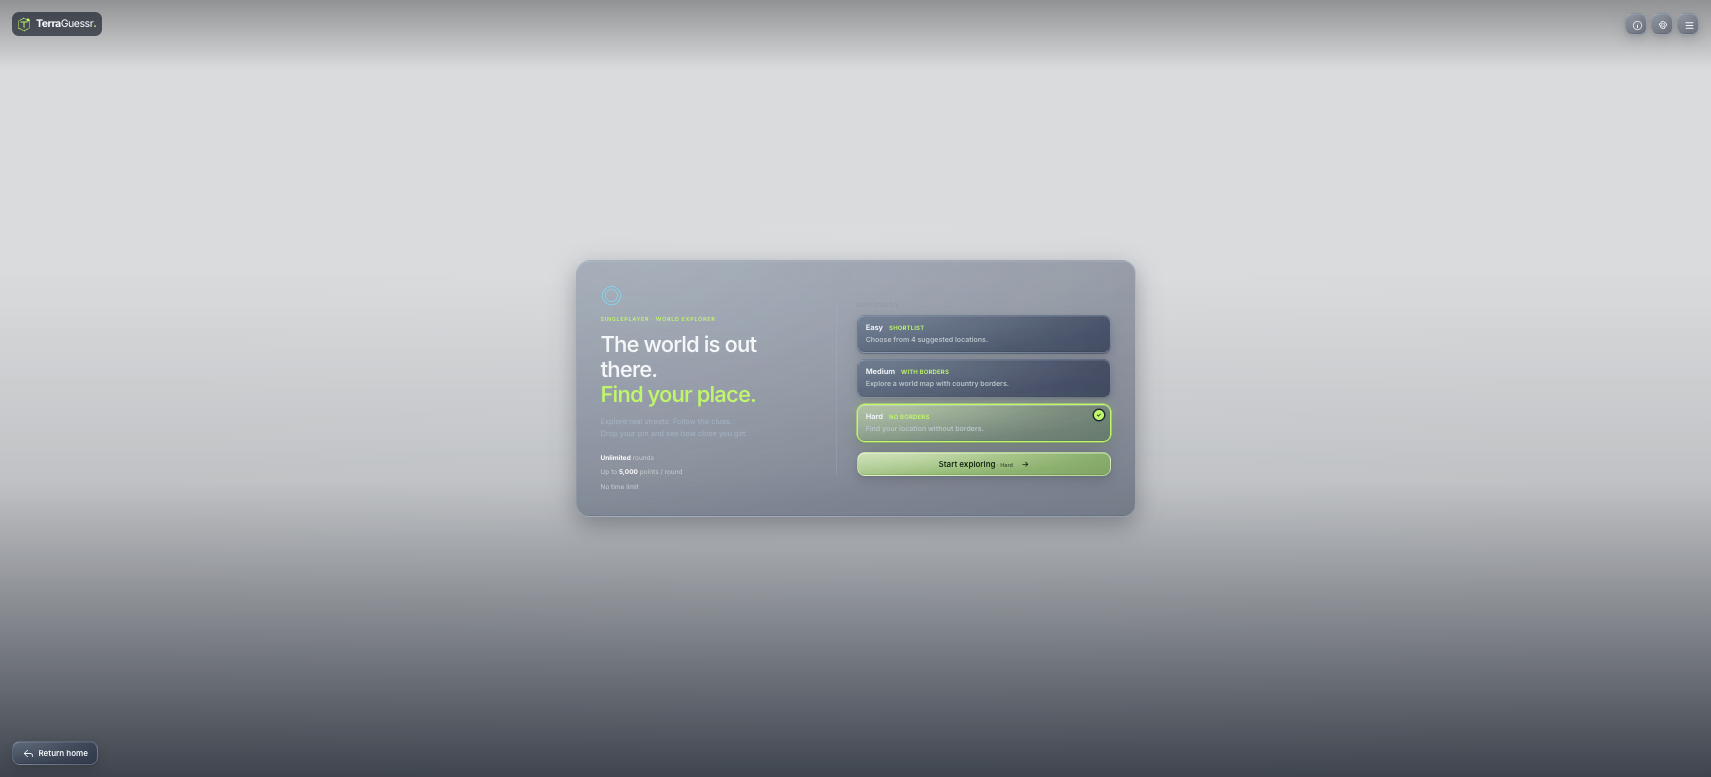 TerraGuessr.
SINGLEPLAYER · WORLD EXPLORER
The world is out
there.
Find your place.
Explore real streets. Follow the clues.
Drop your pin and see how close you get.
Unlimited rounds
Up to 5,000 points / round
No time limit
Easy SHORTLIST
Choose from 4 suggested locations.
Medium WITH BORDERS
Explore a world map with country borders.
Hard NO BORDERS
Find your location without borders.
Start exploring Hard →
Return home